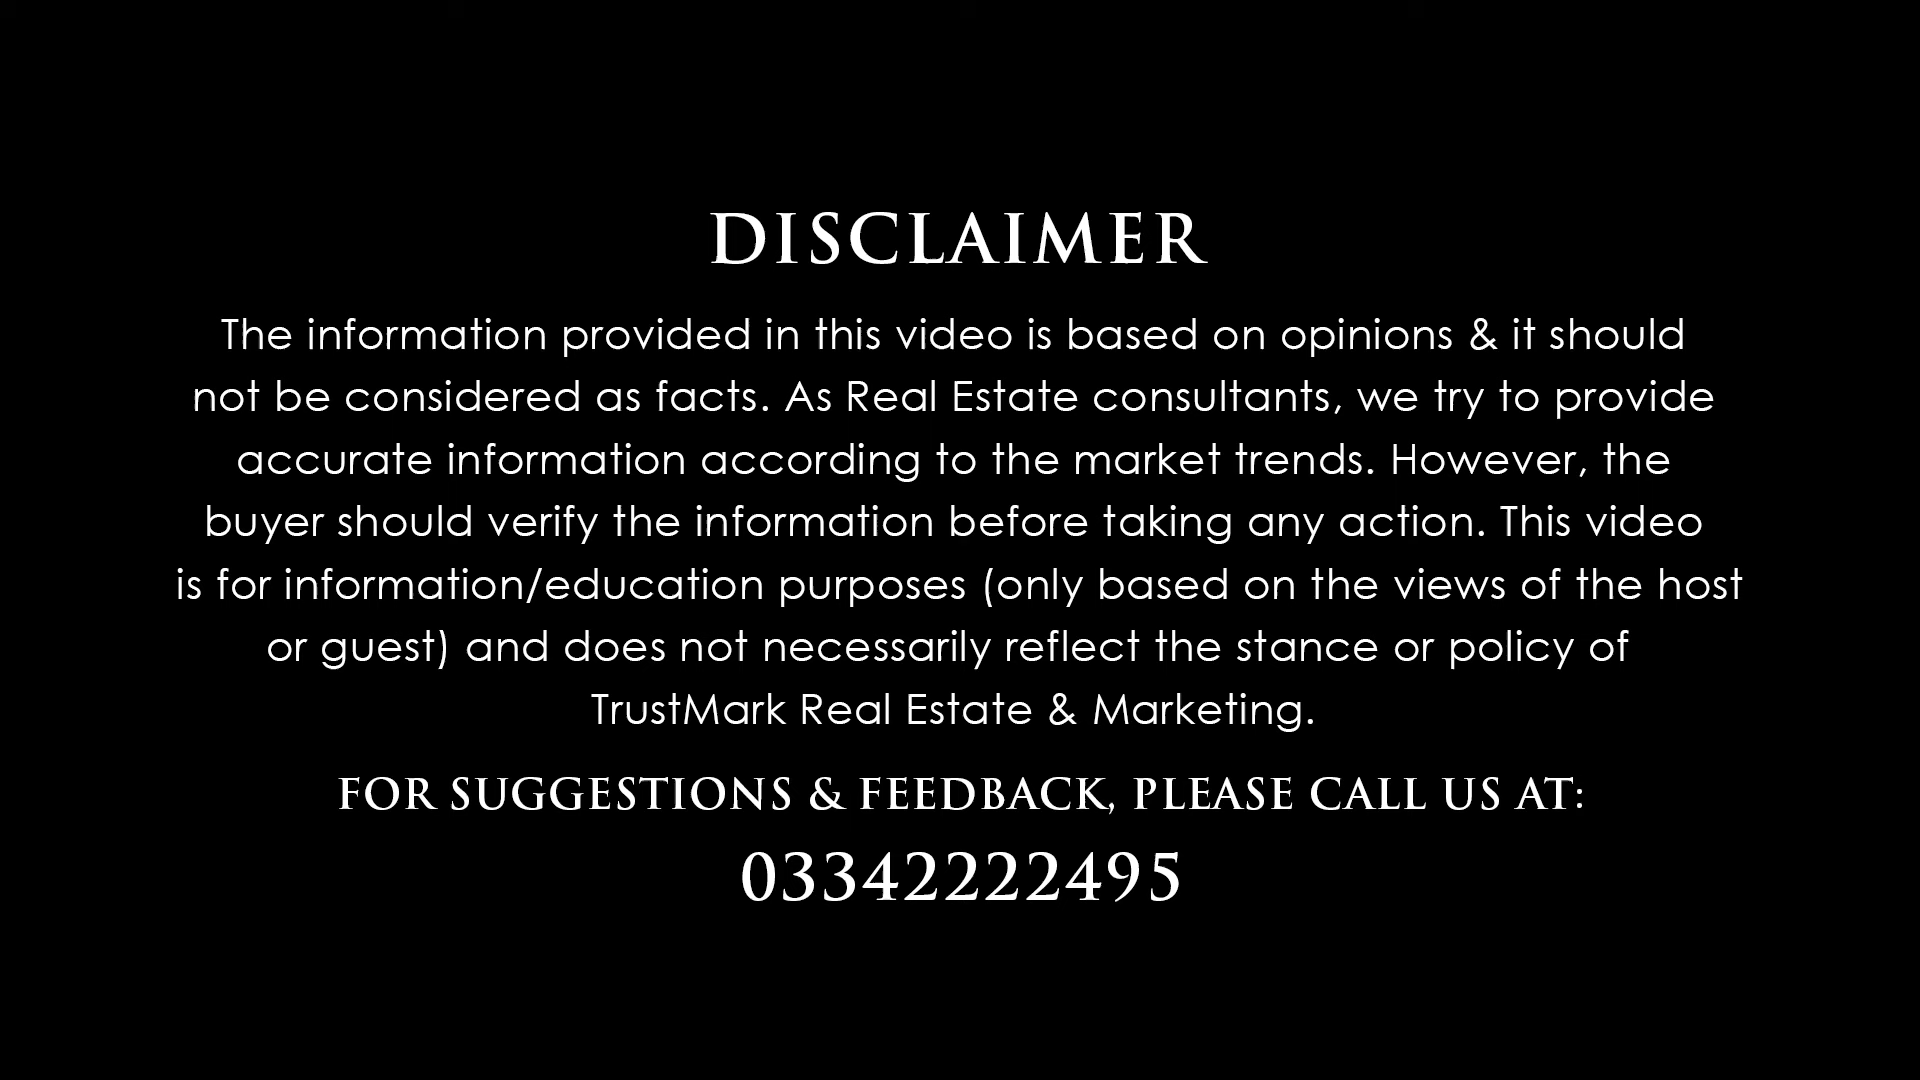 DISCLAIMER
The information provided in this video is based on opinions & it should
not be considered as facts. As Real Estate consultants, we try to provide
accurate information according to the market trends. However, the
buyer should verify the information before taking any action. This video
is for information/education purposes (only based on the views of the host
or guest) and does not necessarily reflect the stance or policy of
TrustMark Real Estate & Marketing.
FOR SUGGESTIONS & FEEDBACK, PLEASE CALL US AT:
03342222495